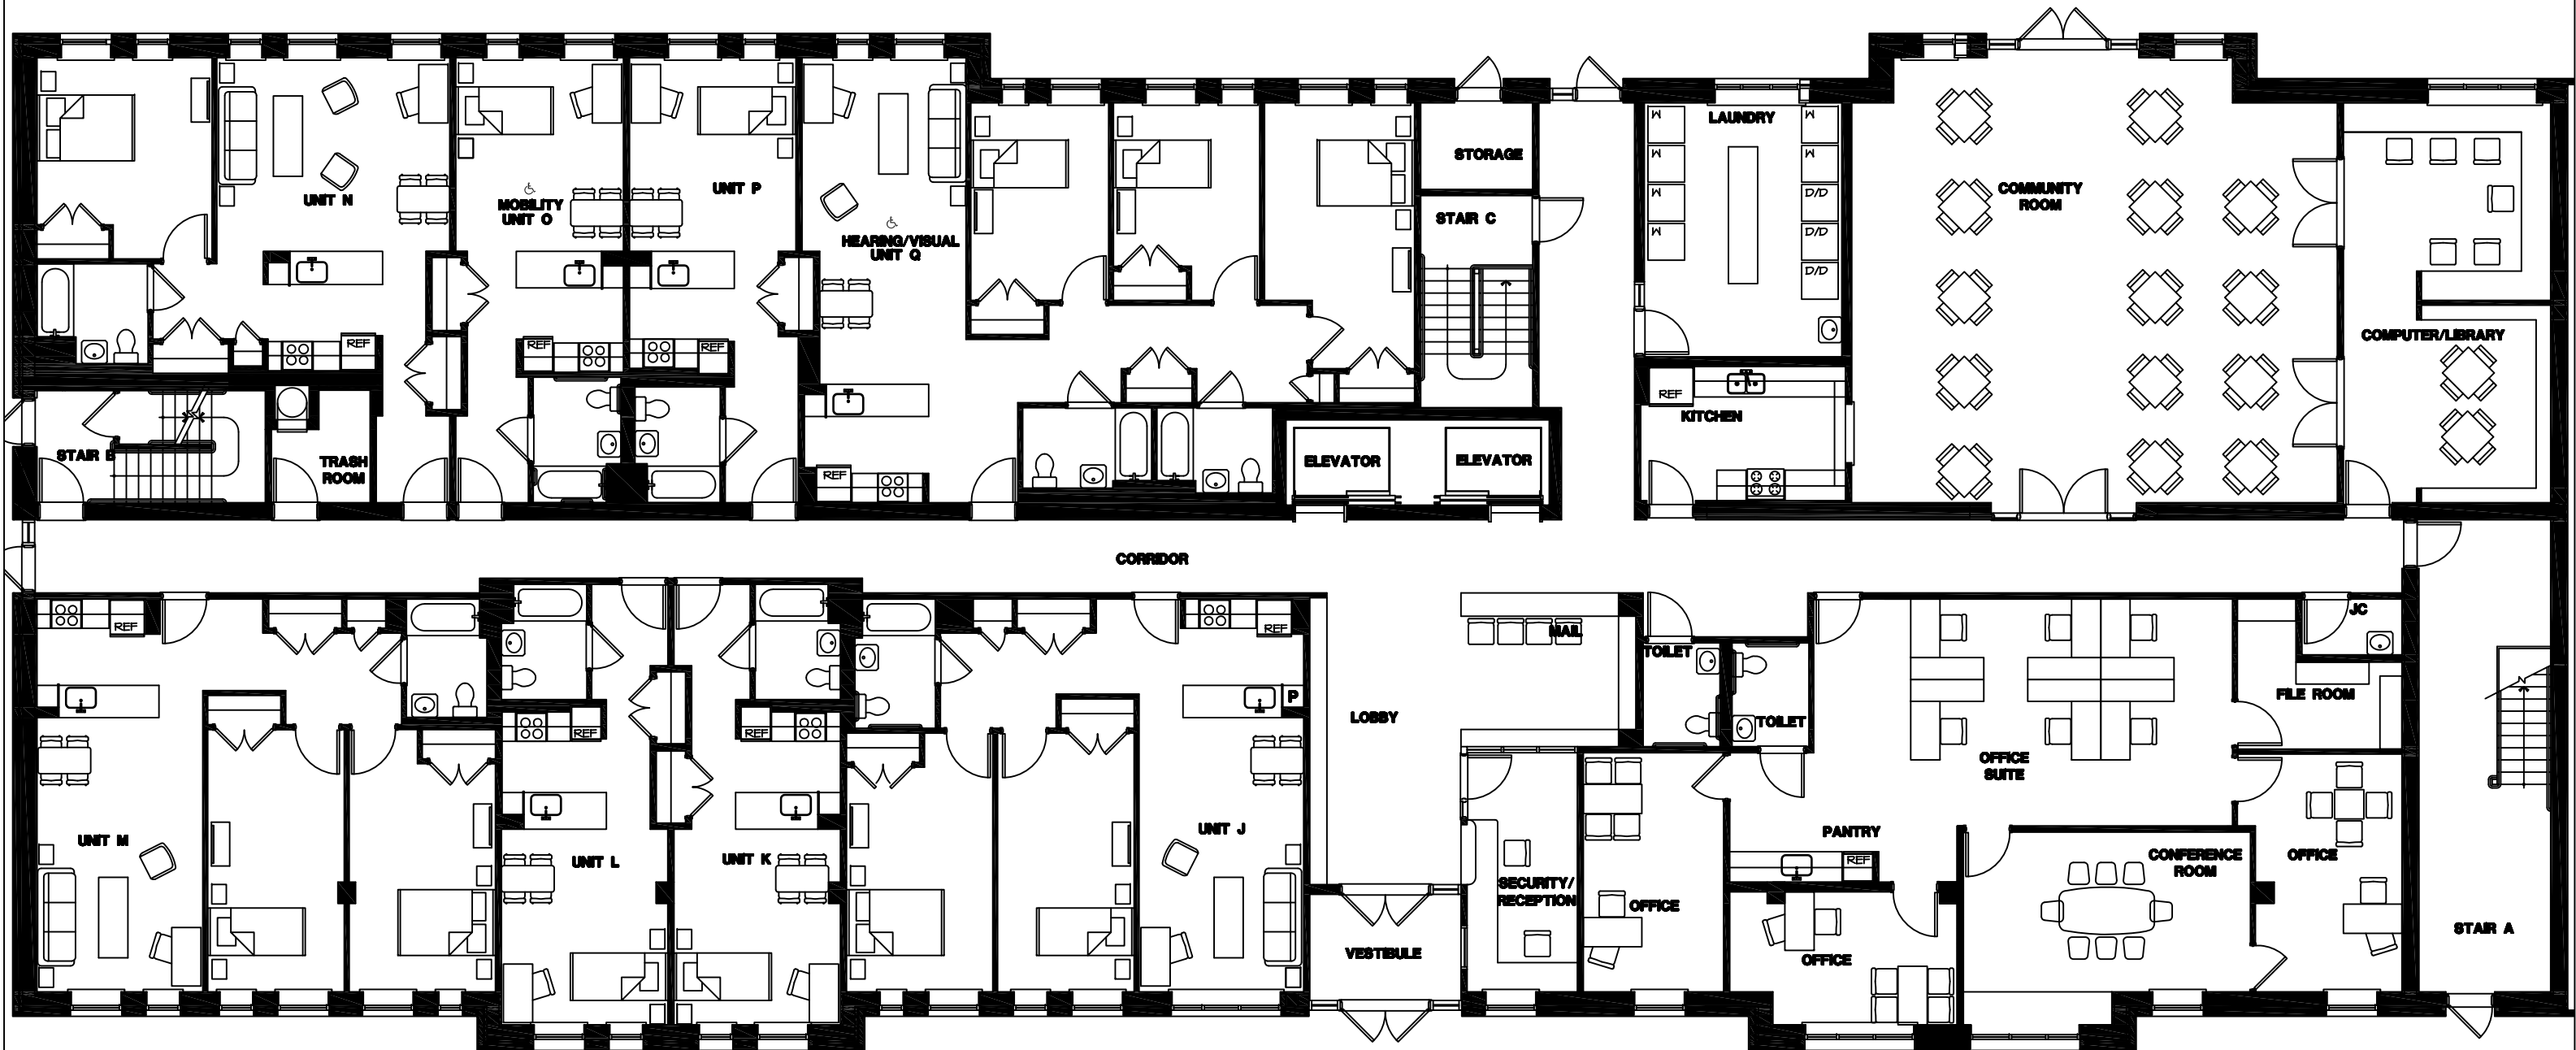 LAUNDRY
W
W
W
W
W
W
D/D
D/D
D/D
STORAGE
STAIR C
COMMUNITY
ROOM
UNIT N
MOBILITY
UNIT O
UNIT P
HEARING/VISUAL
UNIT Q
REF
REF
REF
REF
REF
COMPUTER/LIBRARY
KITCHEN
STAIR B
TRASH
ROOM
ELEVATOR
ELEVATOR
CORRIDOR
REF
REF
REF
REF
P
MAIL
TOILET
TOILET
JC
FILE ROOM
LOBBY
OFFICE
SUITE
UNIT M
UNIT L
UNIT K
UNIT J
PANTRY
REF
CONFERENCE
ROOM
OFFICE
SECURITY/
RECEPTION
OFFICE
VESTIBULE
OFFICE
STAIR A